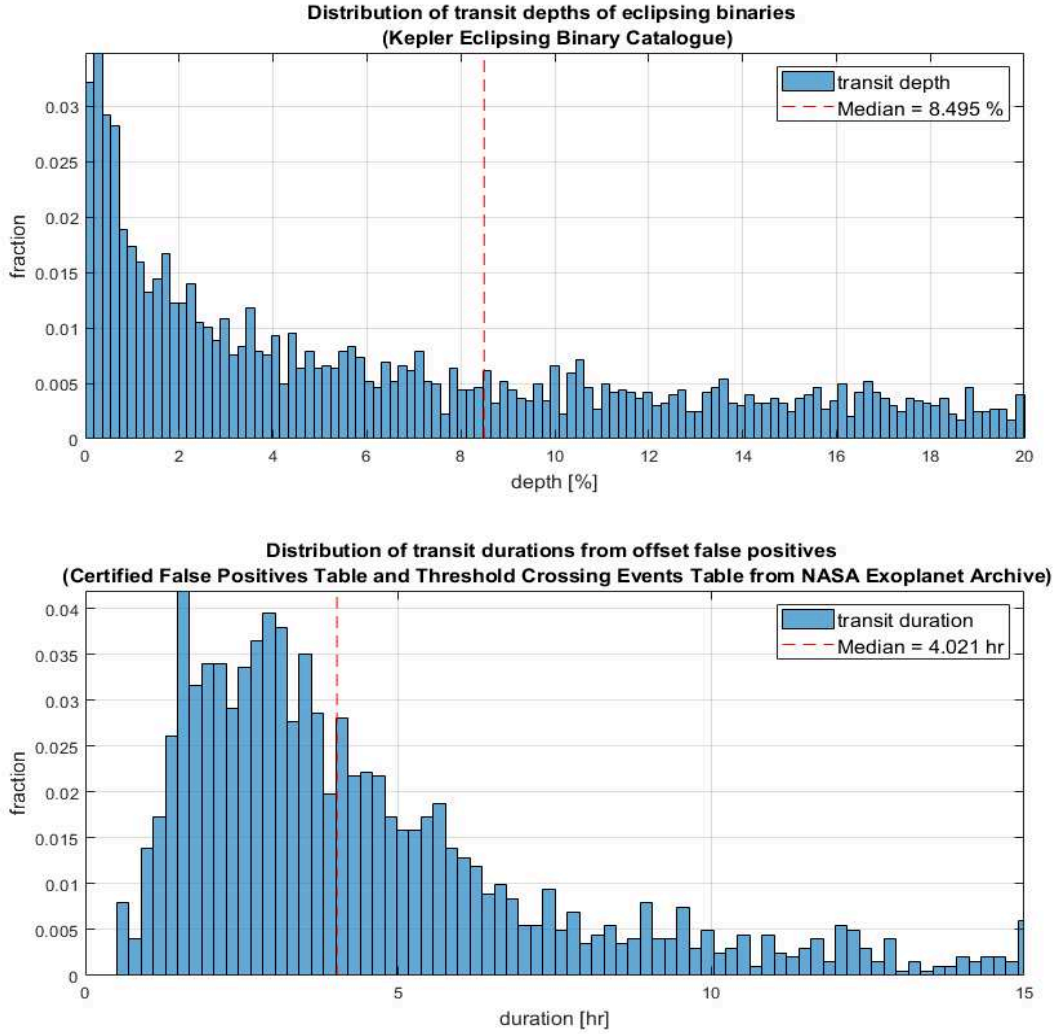 Distribution of transit depths of eclipsing binaries
(Kepler Eclipsing Binary Catalogue)
transit depth
Median = 8.495 %
0.03
0.025
0.02
0.015
0.01
0.005
0
fraction
0 2 4 6 8 10 12 14 16 18 20
depth [%]
Distribution of transit durations from offset false positives
(Certified False Positives Table and Threshold Crossing Events Table from NASA Exoplanet Archive)
transit duration
Median = 4.021 hr
0.04
0.035
0.03
0.025
0.02
0.015
0.01
0.005
0
fraction
0 5 10 15
duration [hr]